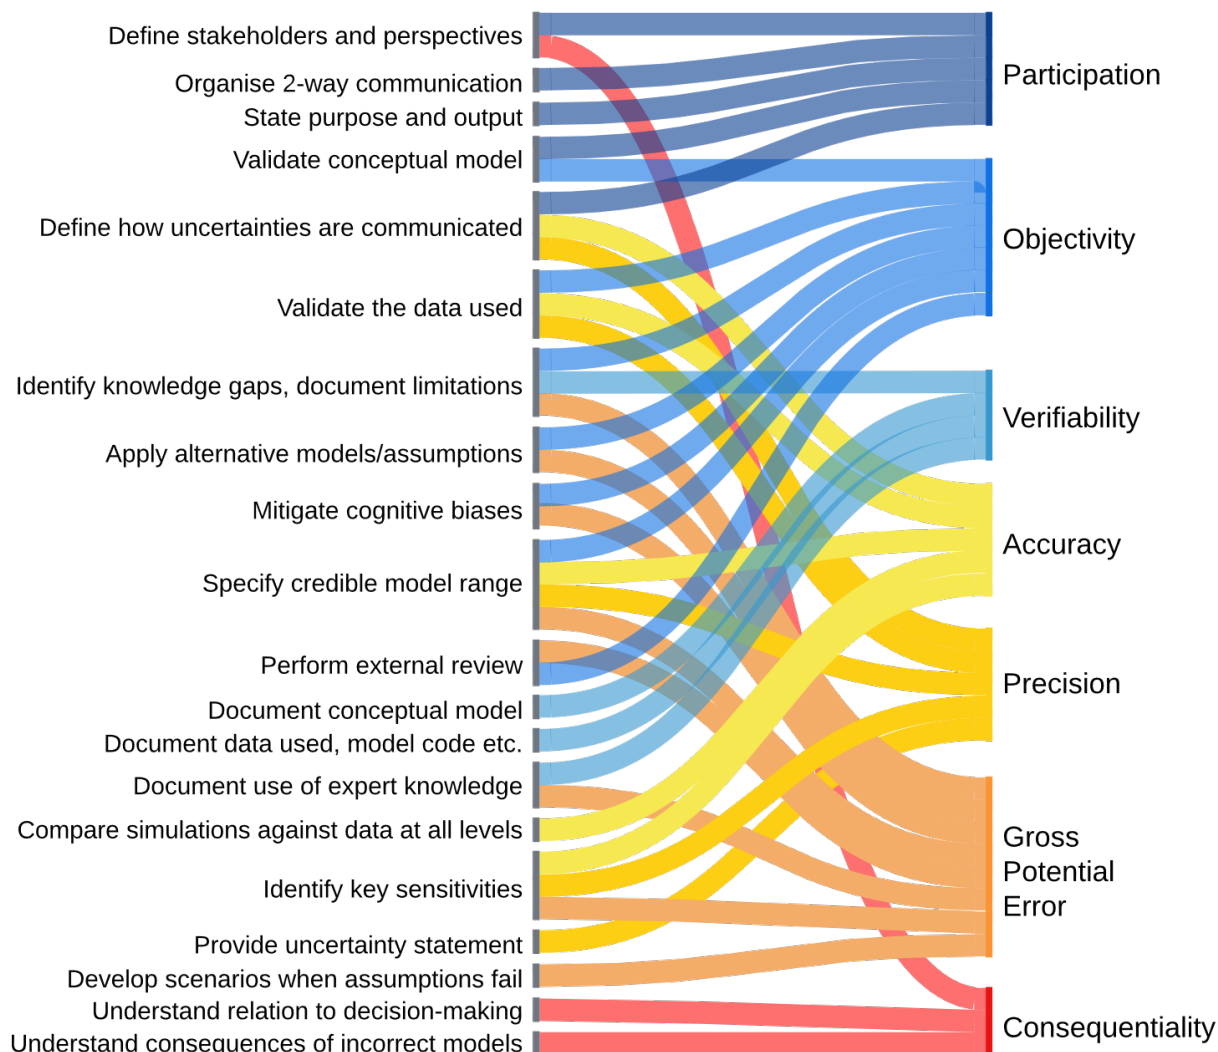 Define stakeholders and perspectives
Organise 2-way communication
State purpose and output
Validate conceptual model
Define how uncertainties are communicated
Validate the data used
Identify knowledge gaps, document limitations
Apply alternative models/assumptions
Mitigate cognitive biases
Specify credible model range
Perform external review
Document conceptual model
Document data used, model code etc.
Document use of expert knowledge
Compare simulations against data at all levels
Identify key sensitivities
Provide uncertainty statement
Develop scenarios when assumptions fail
Understand relation to decision-making
Understand consequences of incorrect models
Participation
Objectivity
Verifiability
Accuracy
Precision
Gross
Potential
Error
Consequentiality